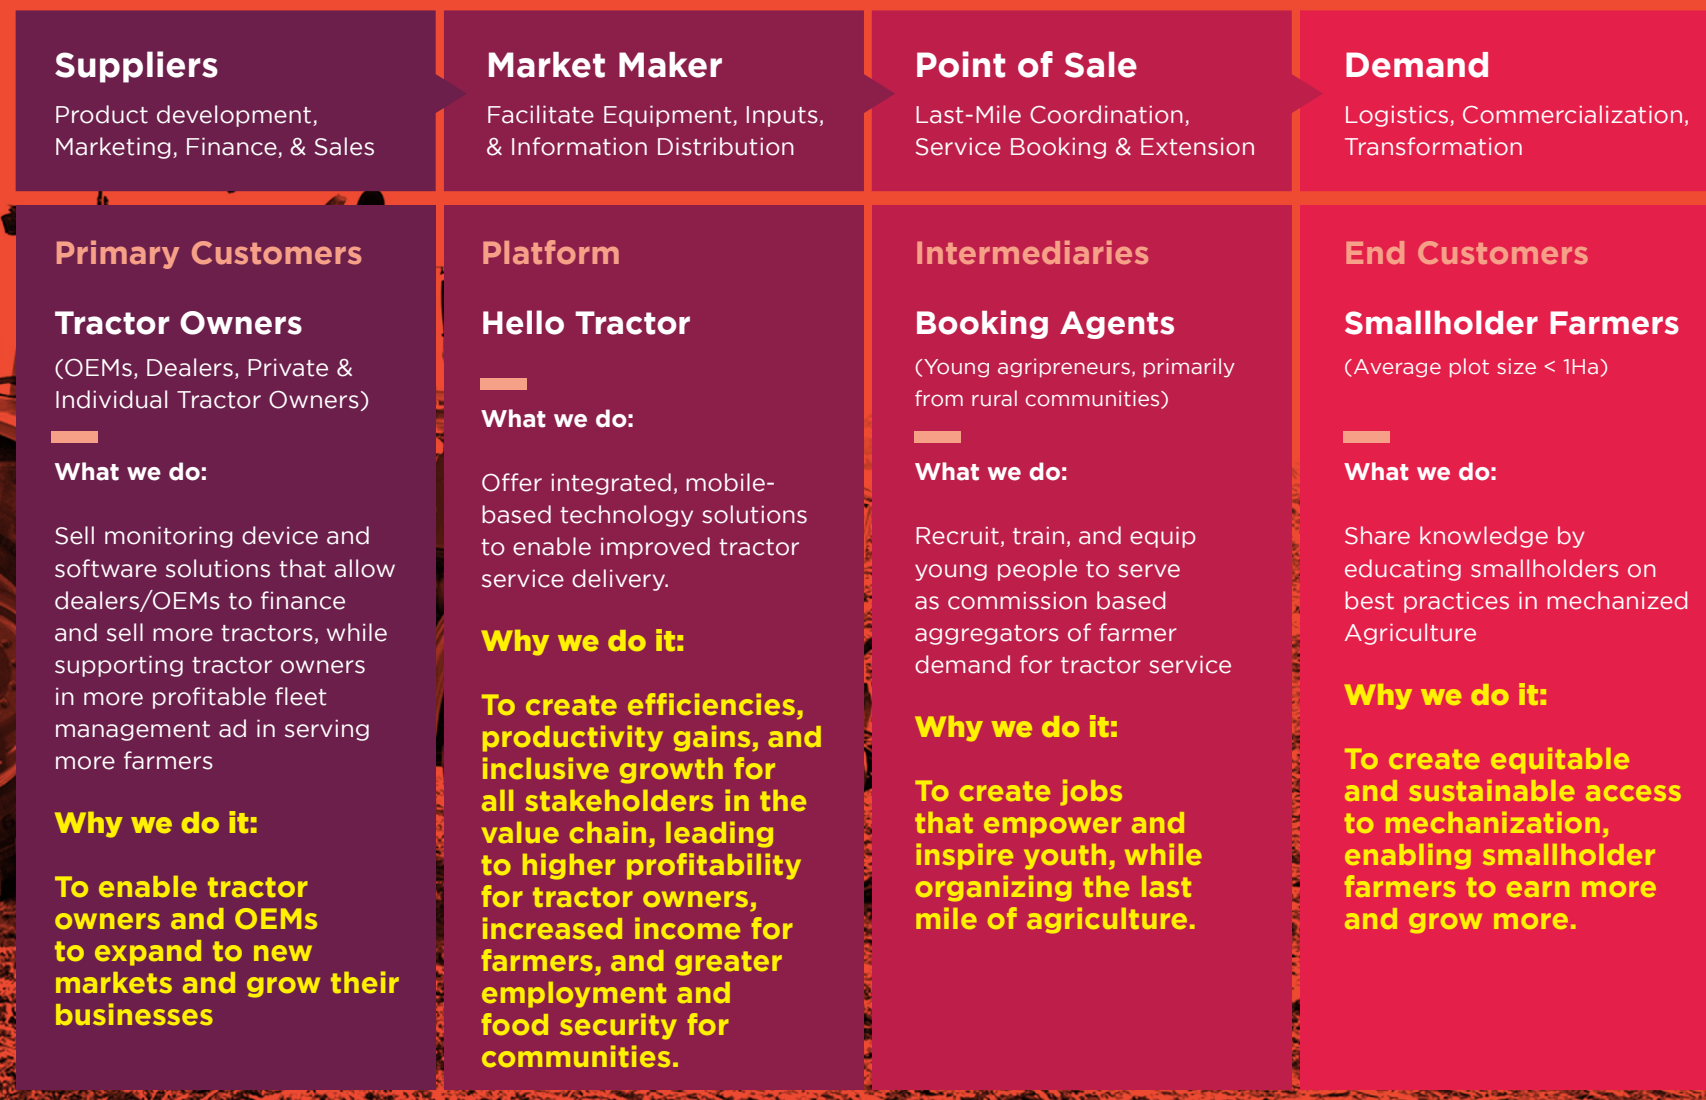 Suppliers
Product development,
Marketing, Finance, & Sales
Market Maker
Facilitate Equipment, Inputs,
& Information Distribution
Point of Sale
Last-Mile Coordination,
Service Booking & Extension
Demand
Logistics, Commercialization,
Transformation
Primary Customers
Tractor Owners
(OEMs, Dealers, Private &
Individual Tractor Owners)
What we do:
Sell monitoring device and
software solutions that allow
dealers/OEMs to finance
and sell more tractors, while
supporting tractor owners
in more profitable fleet
management ad in serving
more farmers
Why we do it:
To enable tractor
owners and OEMs
to expand to new
markets and grow their
businesses
Platform
Hello Tractor
What we do:
Offer integrated, mobile-
based technology solutions
to enable improved tractor
service delivery.
Why we do it:
To create efficiencies,
productivity gains, and
inclusive growth for
all stakeholders in the
value chain, leading
to higher profitability
for tractor owners,
increased income for
farmers, and greater
employment and
food security for
communities.
Intermediaries
Booking Agents
(Young agripreneurs, primarily
from rural communities)
What we do:
Recruit, train, and equip
young people to serve
as commission based
aggregators of farmer
demand for tractor service
Why we do it:
To create jobs
that empower and
inspire youth, while
organizing the last
mile of agriculture.
End Customers
Smallholder Farmers
(Average plot size < 1Ha)
What we do:
Share knowledge by
educating smallholders on
best practices in mechanized
Agriculture
Why we do it:
To create equitable
and sustainable access
to mechanization,
enabling smallholder
farmers to earn more
and grow more.